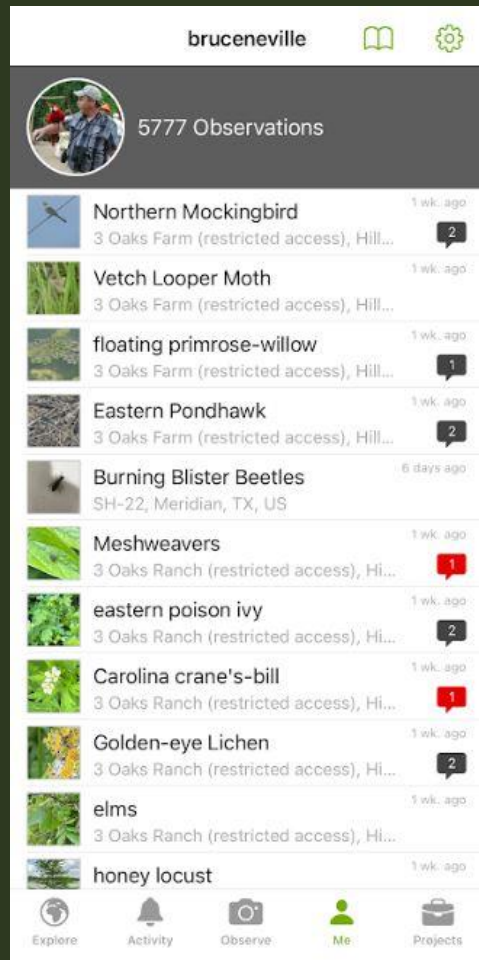 bruceneville
5777 Observations
Northern Mockingbird
1 wk. ago
3 Oaks Farm (restricted access), Hill...
2
Vetch Looper Moth
1 wk. ago
3 Oaks Farm (restricted access), Hill...
floating primrose-willow
1 wk. ago
3 Oaks Farm (restricted access), Hill...
1
Eastern Pondhawk
1 wk. ago
3 Oaks Farm (restricted access), Hill...
2
Burning Blister Beetles
6 days ago
SH-22, Meridian, TX, US
Meshweavers
1 wk. ago
3 Oaks Ranch (restricted access), Hi...
1
eastern poison ivy
1 wk. ago
3 Oaks Ranch (restricted access), Hi...
2
Carolina crane's-bill
1 wk. ago
3 Oaks Ranch (restricted access), Hi...
1
Golden-eye Lichen
1 wk. ago
3 Oaks Ranch (restricted access), Hi...
2
elms
1 wk. ago
3 Oaks Ranch (restricted access), Hi...
honey locust
1 wk. ago
Explore
Activity
Observe
Me
Projects